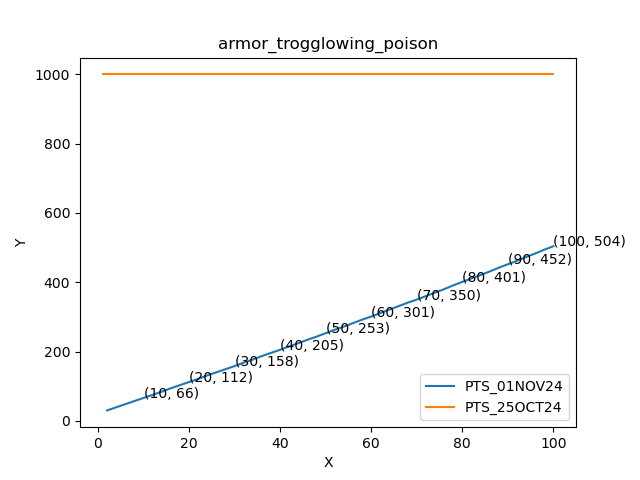 armor_trogglowing_poison
1000
800
600
400
200
0
Y
(100, 504)
(90, 452)
(80, 401)
(70, 350)
(60, 301)
(50, 253)
(40, 205)
(30, 158)
(20, 112)
(10, 66)
PTS_01NOV24
PTS_25OCT24
0 20 40 60 80 100
X